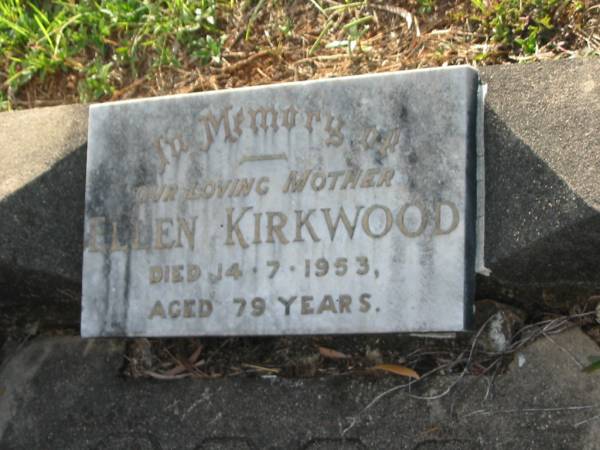 In Memory of
OUR LOVING MOTHER
ELLEN KIRKWOOD
DIED 14·7·1953,
AGED 79 YEARS.